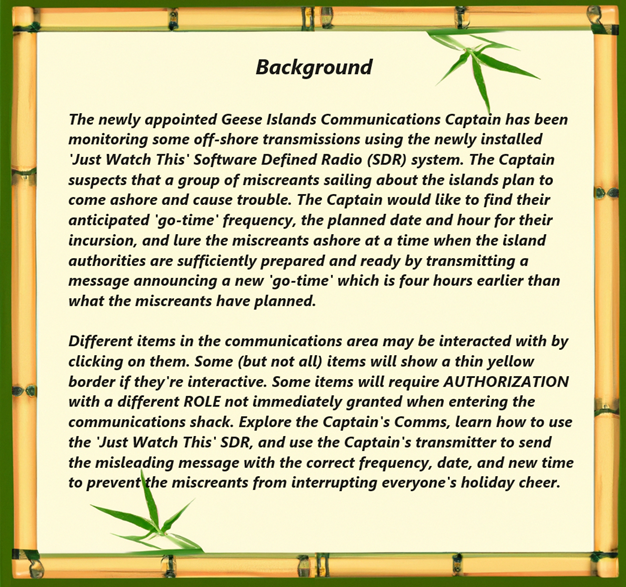 Background
The newly appointed Geese Islands Communications Captain has been
monitoring some off-shore transmissions using the newly installed
'Just Watch This' Software Defined Radio (SDR) system. The Captain
suspects that a group of miscreants sailing about the islands plan to
come ashore and cause trouble. The Captain would like to find their
anticipated 'go-time' frequency, the planned date and hour for their
incursion, and lure the miscreants ashore at a time when the island
authorities are sufficiently prepared and ready by transmitting a
message announcing a new 'go-time' which is four hours earlier than
what the miscreants have planned.
Different items in the communications area may be interacted with by
clicking on them. Some (but not all) items will show a thin yellow
border if they're interactive. Some items will require AUTHORIZATION
with a different ROLE not immediately granted when entering the
communications shack. Explore the Captain's Comms, learn how to use
the 'Just Watch This' SDR, and use the Captain's transmitter to send
the misleading message with the correct frequency, date, and new time
to prevent the miscreants from interrupting everyone's holiday cheer.